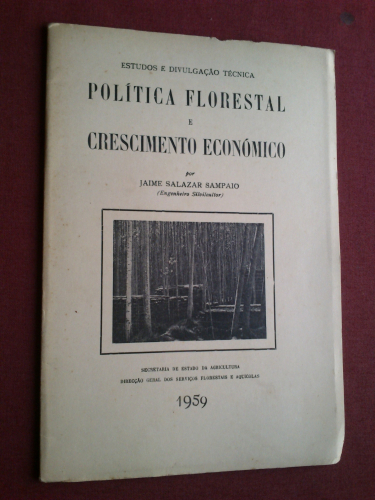 ESTUDOS E DIVULGAÇÃO TÉCNICA
POLÍTICA FLORESTAL
E
CRESCIMENTO ECONÓMICO
por
JAIME SALAZAR SAMPAIO
(Engenheiro Silvicultor)
SECRETARIA DE ESTADO DA AGRICULTURA
DIRECÇÃO GERAL DOS SERVIÇOS FLORESTAIS E AQUÍCOLAS
1959